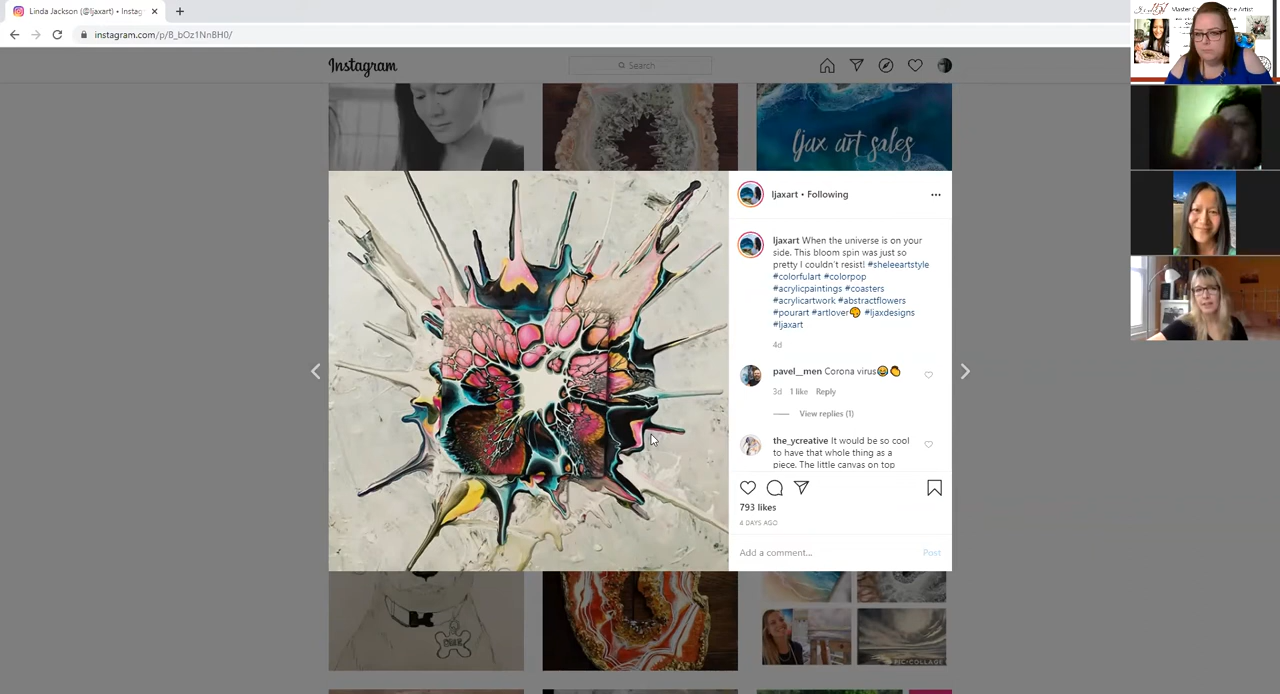 Linda Jackson (@ljaxart) • Instag
instagram.com/p/B_bOz1NnBH0/
Instagram
Search
ljax art sales
ljaxart • Following
ljaxart When the universe is on your
side. This bloom spin was just so
pretty I couldn't resist! #sheleeartstyle
#colorfulart #colorpop
#acrylicpaintings #coasters
#acrylicartwork #abstractflowers
#pourart #artlover🎨 #ljaxdesigns
#ljaxart
4d
pavel__men Corona virus😂👏
3d 1 like Reply
View replies (1)
the_ycreative It would be so cool
to have that whole thing as a
piece. The little canvas on top
793 likes
4 DAYS AGO
Add a comment... Post
PIC•COLLAGE